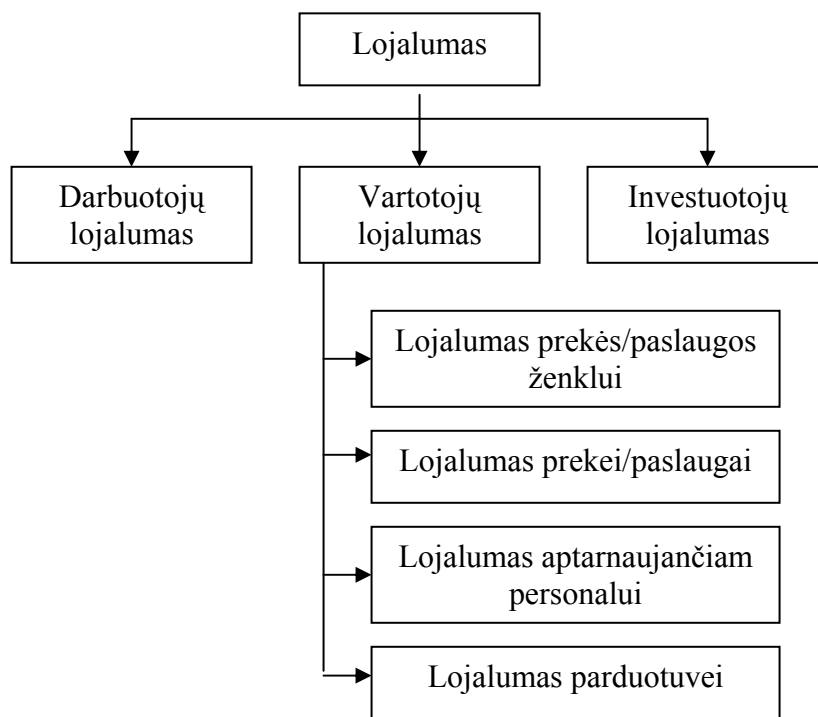 Lojalumas
Darbuotojų
lojalumas
Vartotojų
lojalumas
Investuotojų
lojalumas
Lojalumas prekės/paslaugos
ženklui
Lojalumas prekei/paslaugai
Lojalumas aptarnaujančiam
personalui
Lojalumas parduotuvei